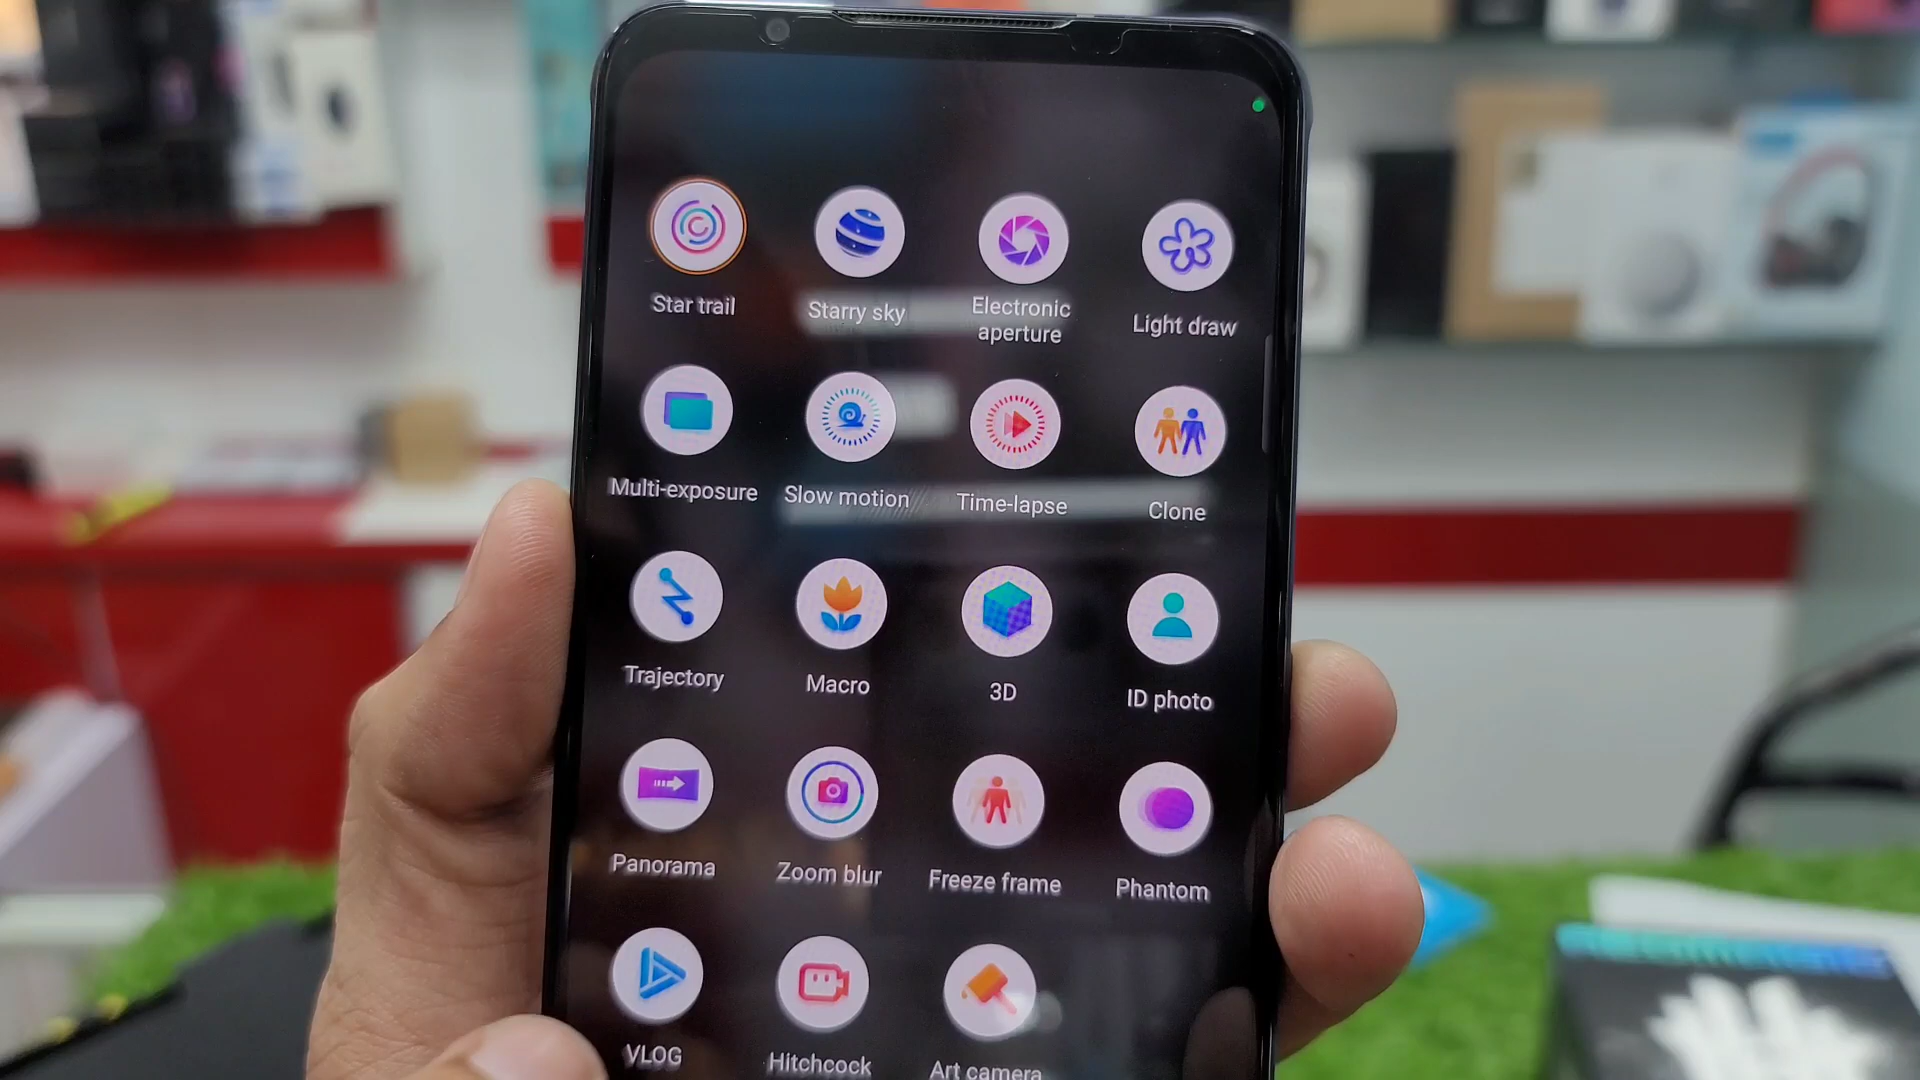 Star trail
Starry sky
Electronic
aperture
Light draw
Multi-exposure
Slow motion
Time-lapse
Clone
Trajectory
Macro
3D
ID photo
Panorama
Zoom blur
Freeze frame
Phantom
VLOG
Hitchcock
Art camera